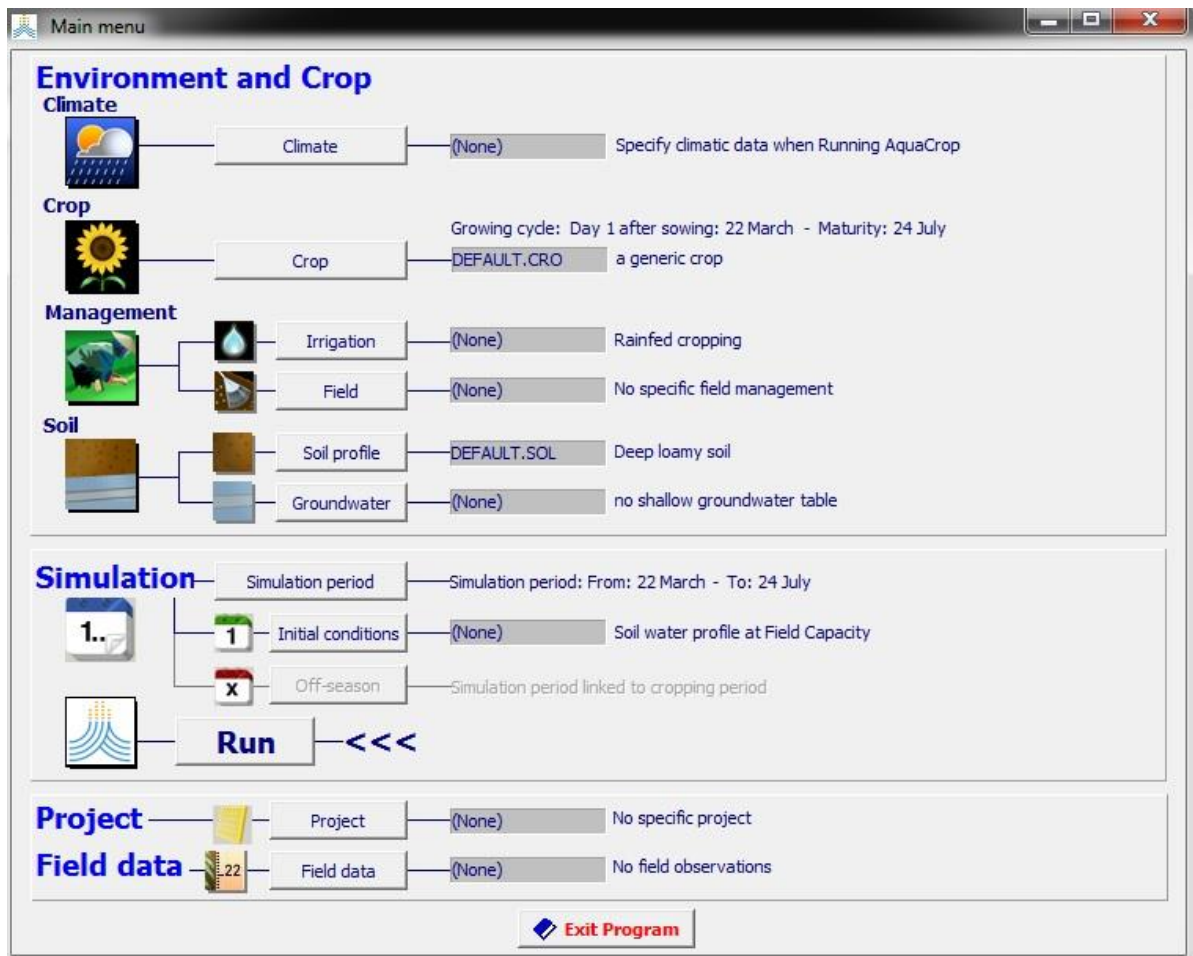 Main menu
Environment and Crop
Climate
Climate (None) Specify climatic data when Running AquaCrop
Crop
Growing cycle: Day 1 after sowing: 22 March - Maturity: 24 July
Crop DEFAULT.CRO a generic crop
Management
Irrigation (None) Rainfed cropping
Field (None) No specific field management
Soil
Soil profile DEFAULT.SOL Deep loamy soil
Groundwater (None) no shallow groundwater table
Simulation Simulation period Simulation period: From: 22 March - To: 24 July
1.. 1 Initial conditions (None) Soil water profile at Field Capacity
x Off-season Simulation period linked to cropping period
Run <<<
Project Project (None) No specific project
Field data 22 Field data (None) No field observations
Exit Program